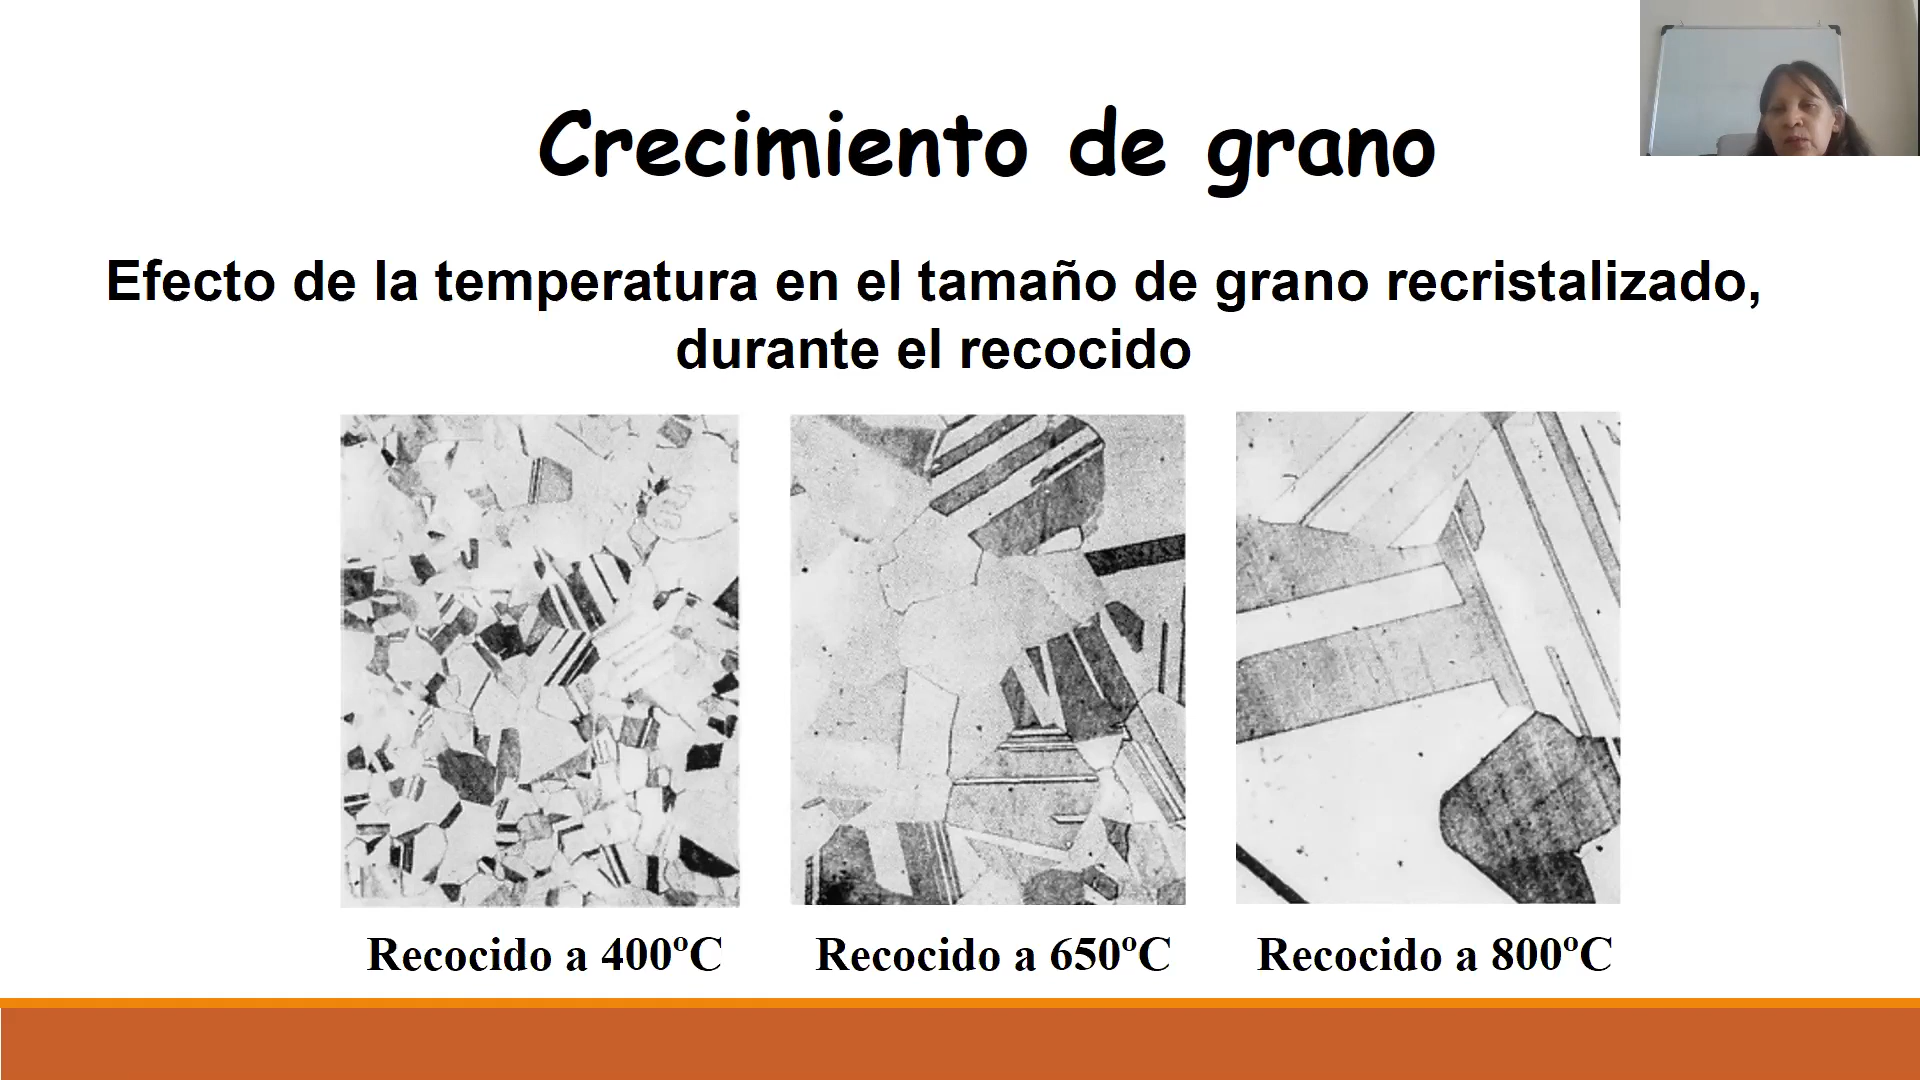 Crecimiento de grano
Efecto de la temperatura en el tamaño de grano recristalizado,
durante el recocido
Recocido a 400ºC
Recocido a 650ºC
Recocido a 800ºC